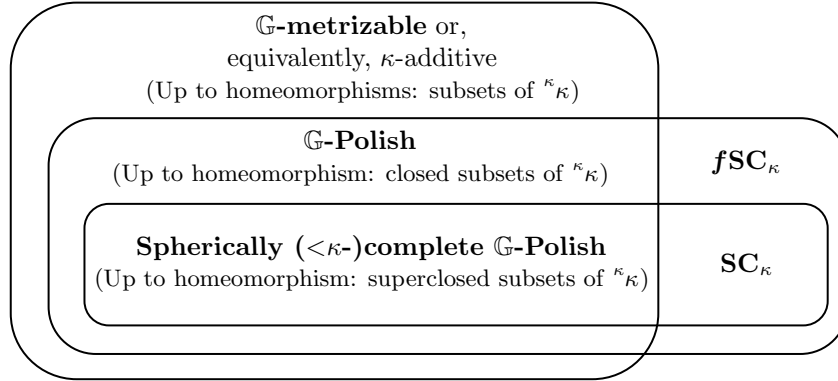 𝔾-metrizable or,
equivalently, κ-additive
(Up to homeomorphisms: subsets of ^κκ)
𝔾-Polish
(Up to homeomorphism: closed subsets of ^κκ)
fSC_κ
Spherically (<κ-)complete 𝔾-Polish
(Up to homeomorphism: superclosed subsets of ^κκ)
SC_κ